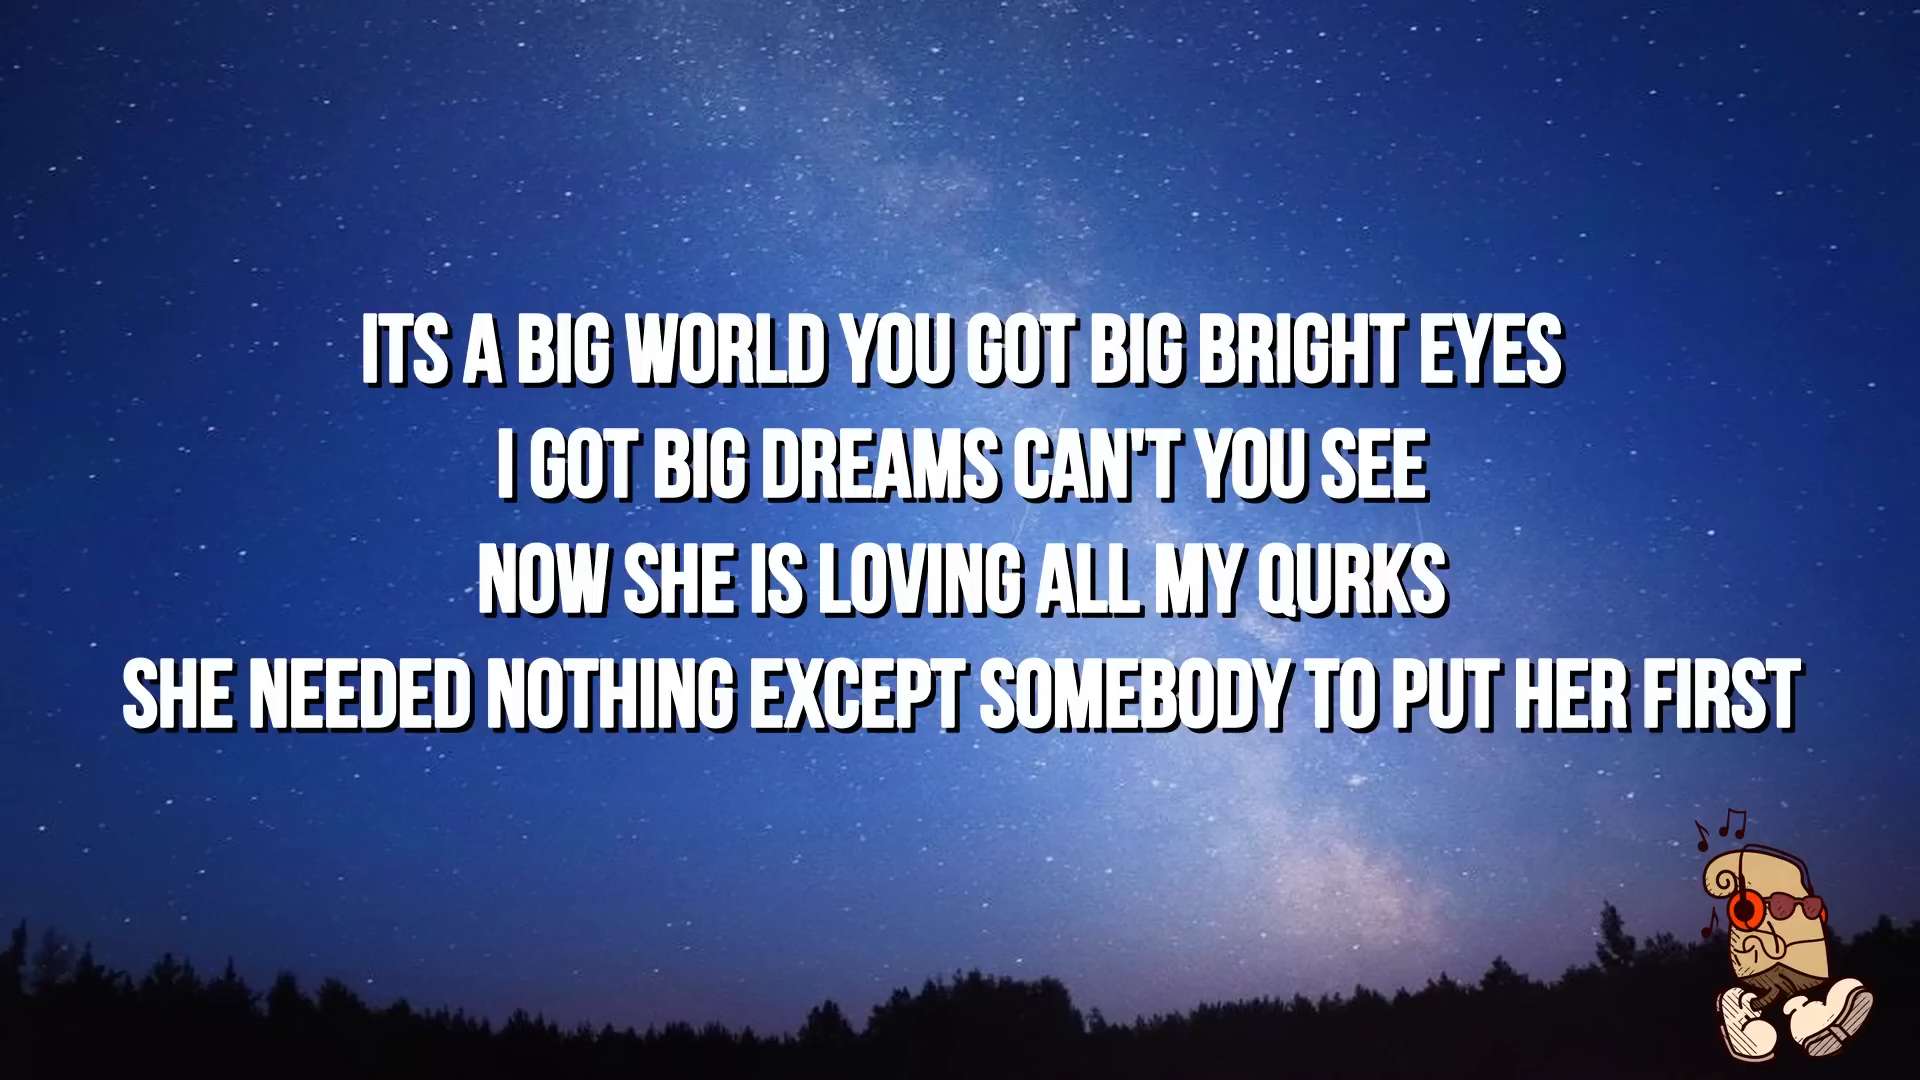 ITS A BIG WORLD YOU GOT BIG BRIGHT EYES
I GOT BIG DREAMS CAN'T YOU SEE
NOW SHE IS LOVING ALL MY QURKS
SHE NEEDED NOTHING EXCEPT SOMEBODY TO PUT HER FIRST